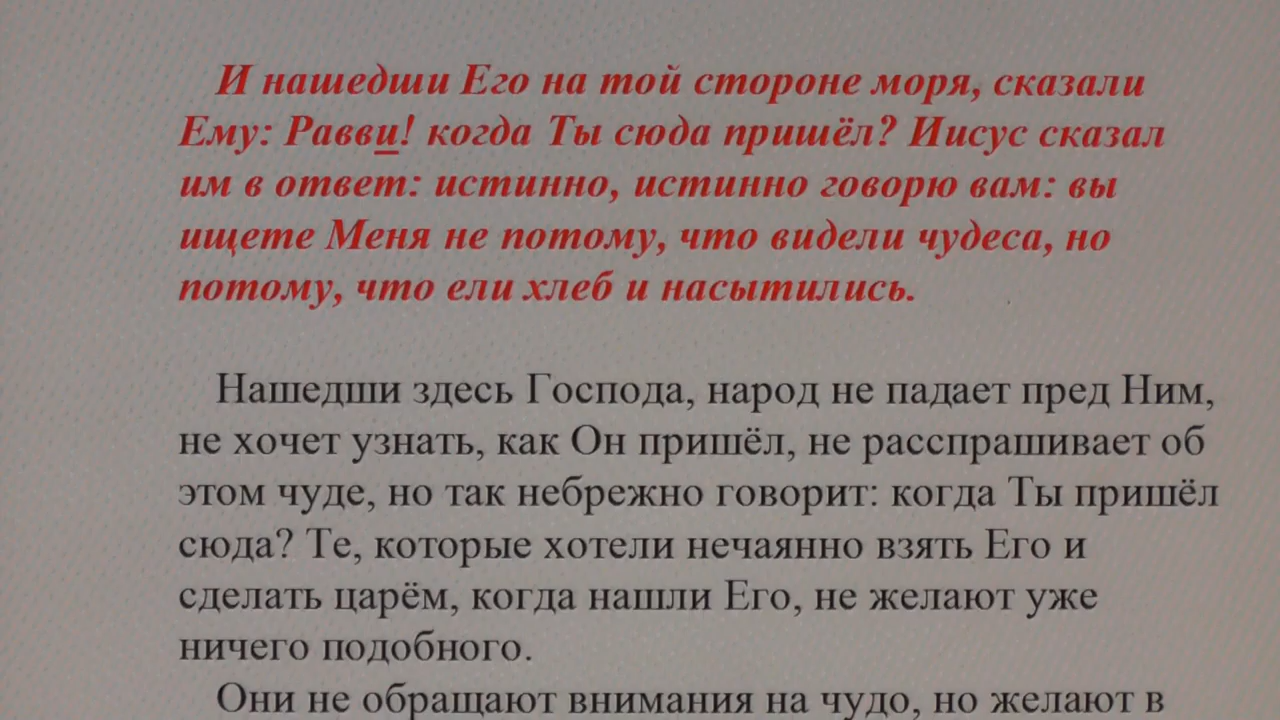 И нашедши Его на той стороне моря, сказали
Ему: Равви! когда Ты сюда пришёл? Иисус сказал
им в ответ: истинно, истинно говорю вам: вы
ищете Меня не потому, что видели чудеса, но
потому, что ели хлеб и насытились.
Нашедши здесь Господа, народ не падает пред Ним,
не хочет узнать, как Он пришёл, не расспрашивает об
этом чуде, но так небрежно говорит: когда Ты пришёл
сюда? Те, которые хотели нечаянно взять Его и
сделать царём, когда нашли Его, не желают уже
ничего подобного.
Они не обращают внимания на чудо, но желают в